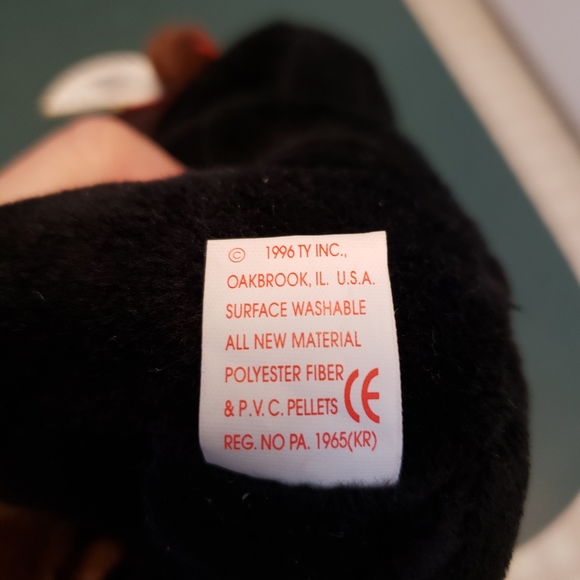 © 1996 TY INC.,
OAKBROOK, IL. U.S.A.
SURFACE WASHABLE
ALL NEW MATERIAL
POLYESTER FIBER
& P.V.C. PELLETS CE
REG. NO PA. 1965(KR)